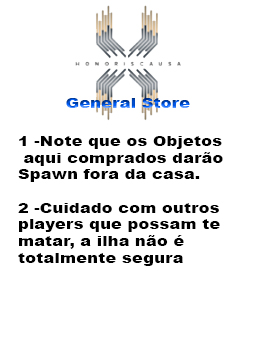 HONORISCAUSA
General Store
1 -Note que os Objetos
aqui comprados darão
Spawn fora da casa.
2 -Cuidado com outros
players que possam te
matar, a ilha não é
totalmente segura